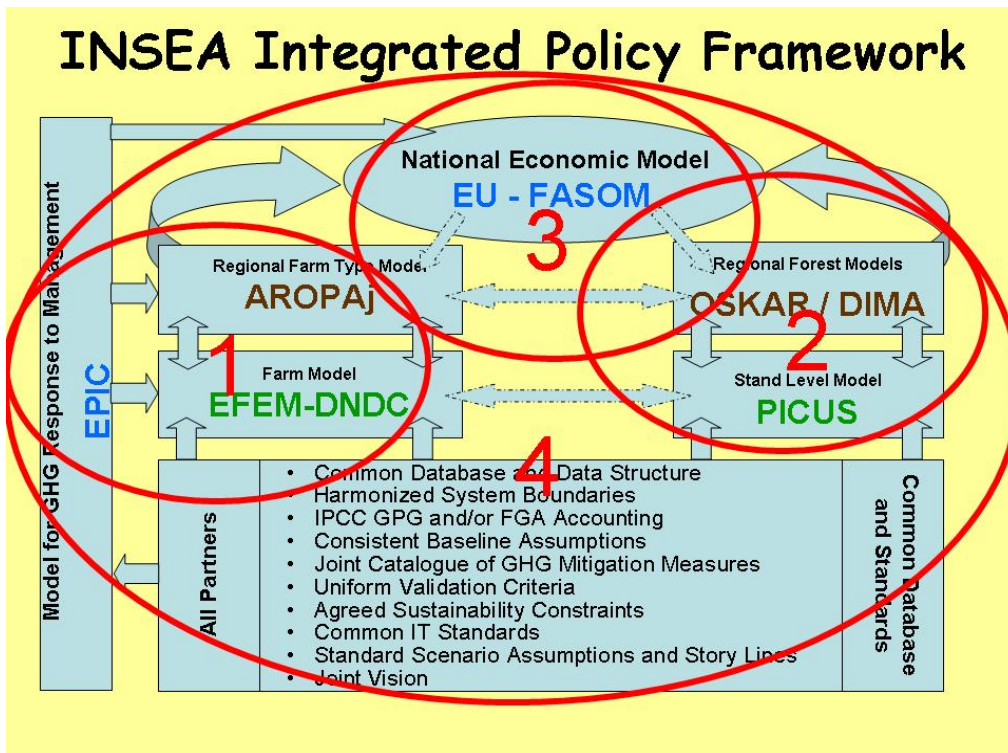 INSEA Integrated Policy Framework
Model for GHG Response to Management
EPIC
National Economic Model
EU - FASOM
3
Regional Farm Type Model
AROPAj
Regional Forest Models
OSKAR / DIMA
1
2
Farm Model
EFEM-DNDC
Stand Level Model
PICUS
4
All Partners
• Common Database and Data Structure
• Harmonized System Boundaries
• IPCC GPG and/or FGA Accounting
• Consistent Baseline Assumptions
• Joint Catalogue of GHG Mitigation Measures
• Uniform Validation Criteria
• Agreed Sustainability Constraints
• Common IT Standards
• Standard Scenario Assumptions and Story Lines
• Joint Vision
Common Database
and Standards